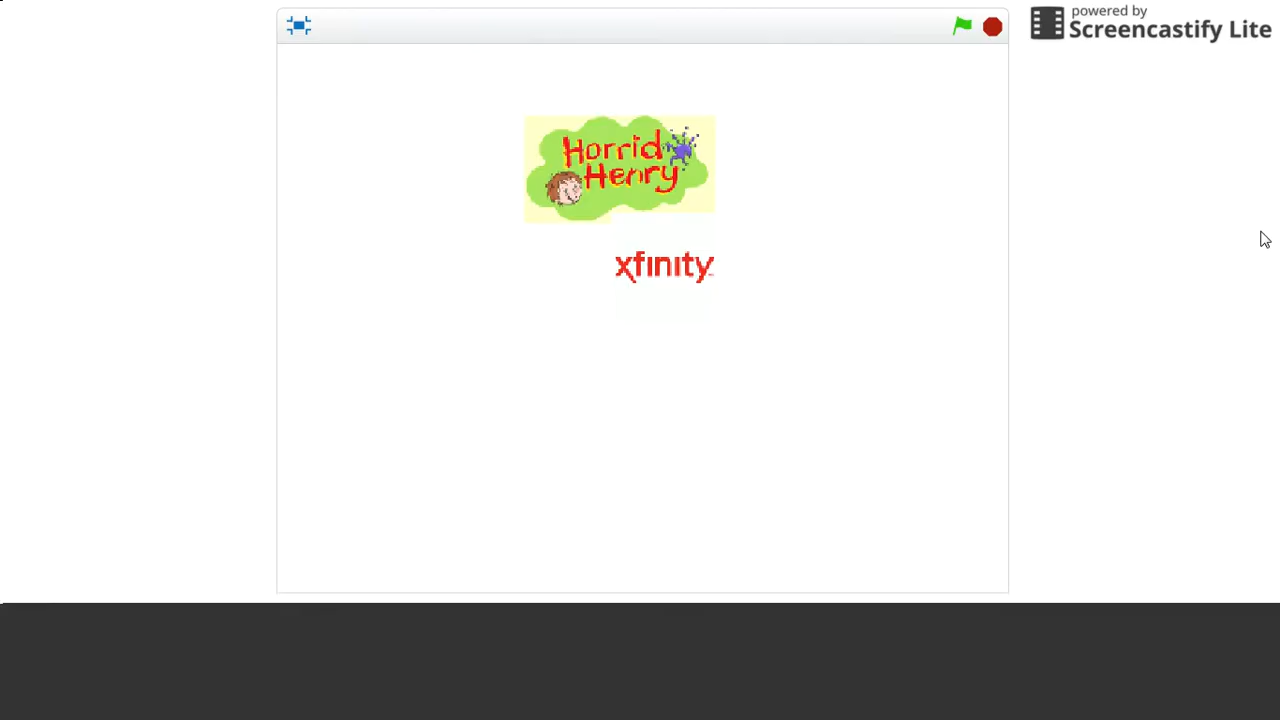 powered by
Screencastify Lite
Horrid
Henry
xfinity